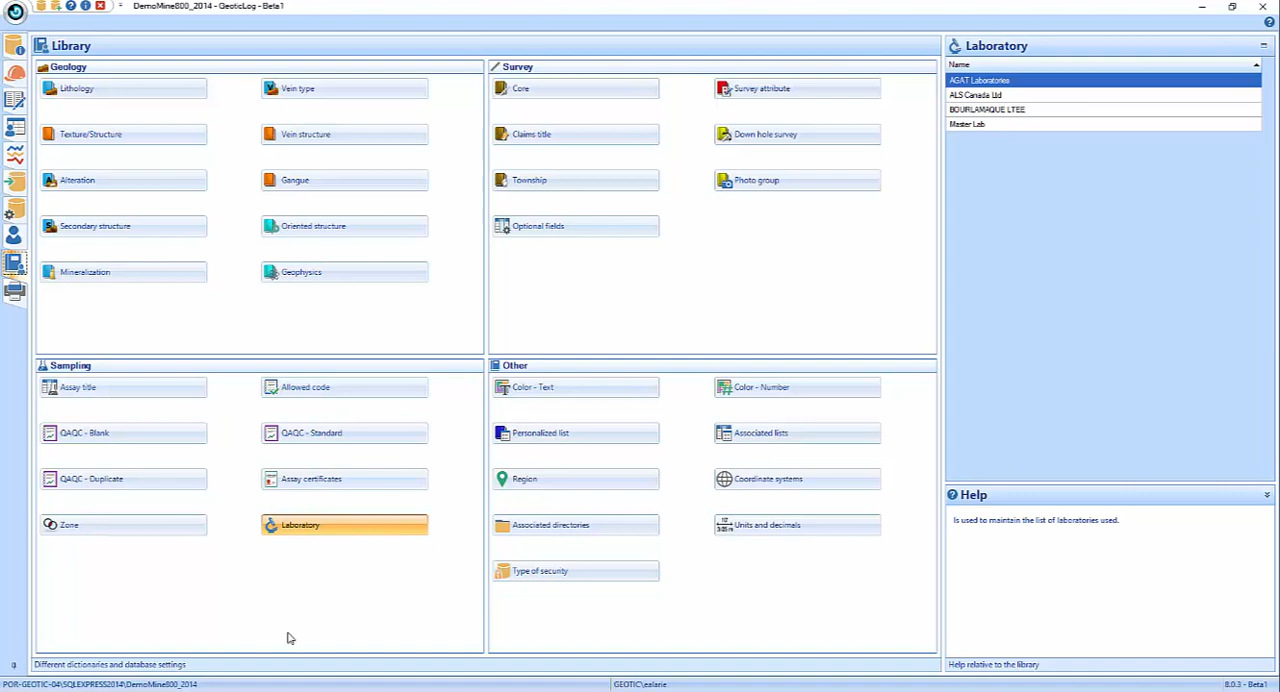 DemoMine800_2014 - GeoticLog - Beta1
Library
Geology
Lithology
Vein type
Texture/Structure
Vein structure
Alteration
Gangue
Secondary structure
Oriented structure
Mineralization
Geophysics
Survey
Core
Survey attribute
Claims title
Down hole survey
Township
Photo group
Optional fields
Sampling
Assay title
Allowed code
QAQC - Blank
QAQC - Standard
QAQC - Duplicate
Assay certificates
Zone
Laboratory
Other
Color - Text
Color - Number
Personalized list
Associated lists
Region
Coordinate systems
Associated directories
Units and decimals
Type of security
Different dictionaries and database settings
Laboratory
Name
AGAT Laboratories
ALS Canada Ltd
BOURLAMAQUE LTEE
Master Lab
Help
Is used to maintain the list of laboratories used.
Help relative to the library
POR-GEOTIC-04\SQLEXPRESS2014\DemoMine800_2014
GEOTIC\ealarie
8.0.3 - Beta1